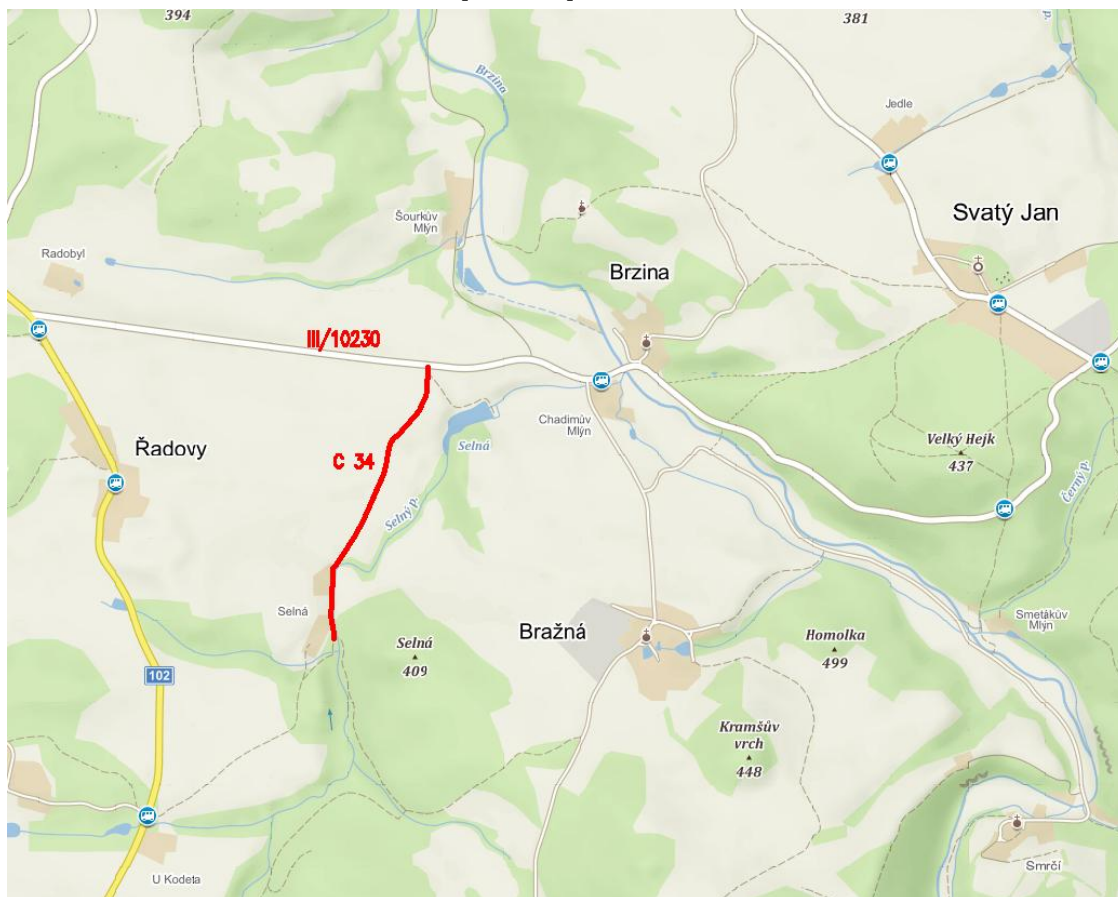 394
381
Brzina
p.
Jedle
Šourkův
Mlýn
Svatý Jan
Radobyl
Brzina
III/10230
Chadimův
Mlýn
Řadovy
Selná
Velký Hejk
437
C 34
Černý p.
Selný p.
Selná
Smetákův
Mlýn
Bražná
Selná
409
Homolka
499
102
Kramšův
vrch
448
U Kodeta
Smrčí